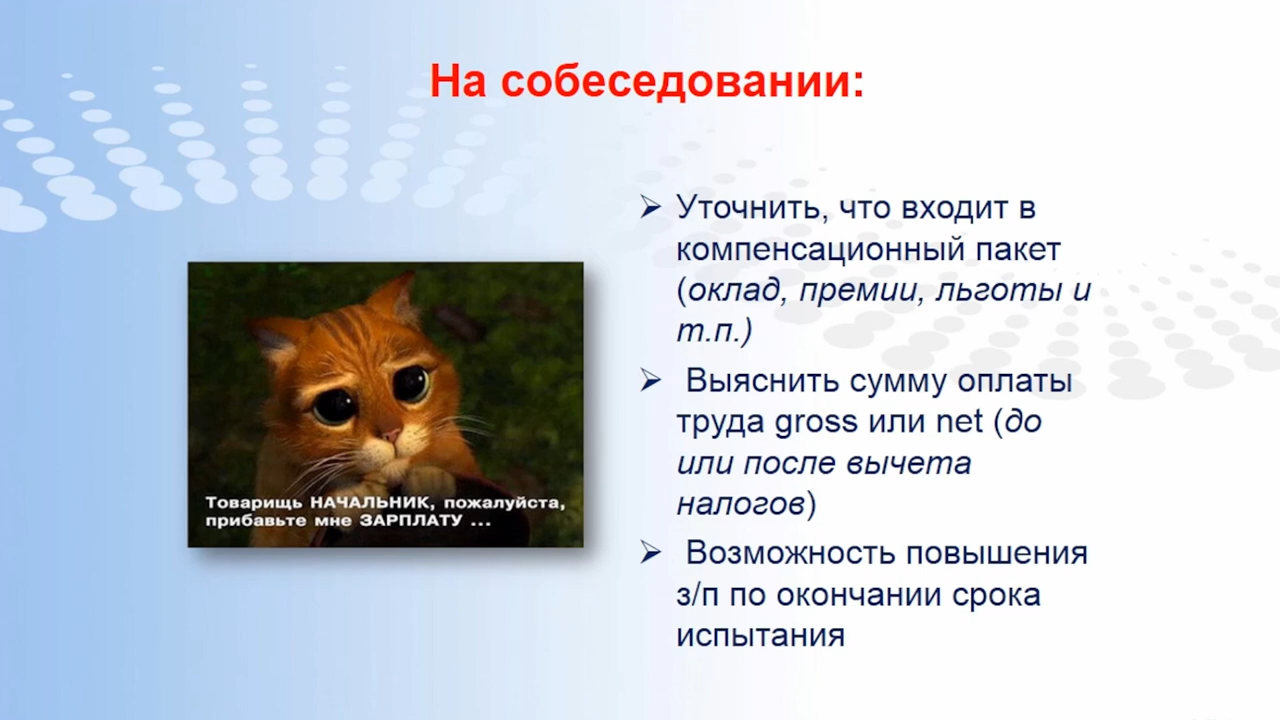 На собеседовании:
Товарищь НАЧАЛЬНИК, пожалуйста,
прибавьте мне ЗАРПЛАТУ ...
➢ Уточнить, что входит в
компенсационный пакет
(оклад, премии, льготы и
т.п.)
➢ Выяснить сумму оплаты
труда gross или net (до
или после вычета
налогов)
➢ Возможность повышения
з/п по окончании срока
испытания